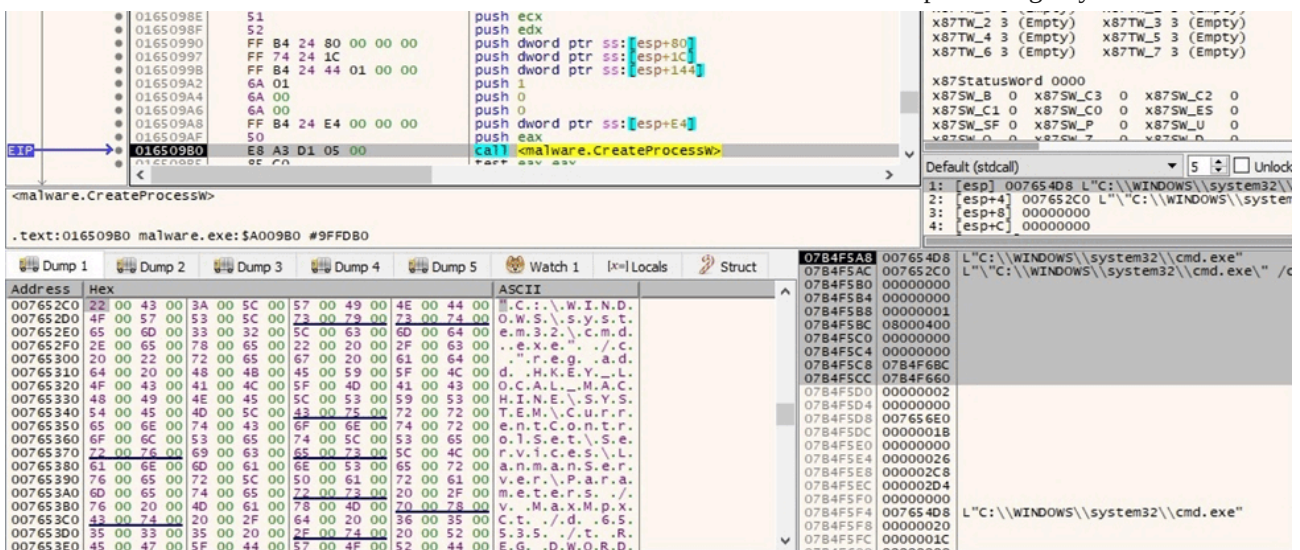 0165098E 51 push ecx
0165098F 52 push edx
01650990 FF B4 24 80 00 00 00 push dword ptr ss:[esp+80]
01650997 FF 74 24 1C push dword ptr ss:[esp+1C]
0165099B FF B4 24 44 01 00 00 push dword ptr ss:[esp+144]
016509A2 6A 01 push 1
016509A4 6A 00 push 0
016509A6 6A 00 push 0
016509A8 FF B4 24 E4 00 00 00 push dword ptr ss:[esp+E4]
016509AF 50 push eax
EIP 016509B0 E8 A3 D1 05 00 call <malware.CreateProcessW>
85 C0 test eax,eax
x87TW_2 3 (Empty) x87TW_3 3 (Empty)
x87TW_4 3 (Empty) x87TW_5 3 (Empty)
x87TW_6 3 (Empty) x87TW_7 3 (Empty)
x87StatusWord 0000
x87SW_B 0 x87SW_C3 0 x87SW_C2 0
x87SW_C1 0 x87SW_C0 0 x87SW_ES 0
x87SW_SF 0 x87SW_P 0 x87SW_U 0
x87SW_O 0 x87SW_Z 0 x87SW_D 0
Default (stdcall) 5 Unlock
1: [esp] 007654D8 L"C:\\WINDOWS\\system32\\
2: [esp+4] 007652C0 L"\"C:\\WINDOWS\\system
3: [esp+8] 00000000
4: [esp+C] 00000000
<malware.CreateProcessW>
.text:016509B0 malware.exe:$A009B0 #9FFDB0
Dump 1 Dump 2 Dump 3 Dump 4 Dump 5 Watch 1 [x=] Locals Struct
Address Hex ASCII
007652C0 22 00 43 00 3A 00 5C 00 57 00 49 00 4E 00 44 00 ".C.:.\.W.I.N.D.
007652D0 4F 00 57 00 53 00 5C 00 73 00 79 00 73 00 74 00 O.W.S.\.s.y.s.t.
007652E0 65 00 6D 00 33 00 32 00 5C 00 63 00 6D 00 64 00 e.m.3.2.\.c.m.d.
007652F0 2E 00 65 00 78 00 65 00 22 00 20 00 2F 00 63 00 ..e.x.e.". ./.c.
00765300 20 00 22 00 72 00 65 00 67 00 20 00 61 00 64 00  .".r.e.g. .a.d.
00765310 64 00 20 00 48 00 4B 00 45 00 59 00 5F 00 4C 00 d. .H.K.E.Y._.L.
00765320 4F 00 43 00 41 00 4C 00 5F 00 4D 00 41 00 43 00 O.C.A.L._.M.A.C.
00765330 48 00 49 00 4E 00 45 00 5C 00 53 00 59 00 53 00 H.I.N.E.\.S.Y.S.
00765340 54 00 45 00 4D 00 5C 00 43 00 75 00 72 00 72 00 T.E.M.\.C.u.r.r.
00765350 65 00 6E 00 74 00 43 00 6F 00 6E 00 74 00 72 00 e.n.t.C.o.n.t.r.
00765360 6F 00 6C 00 53 00 65 00 74 00 5C 00 53 00 65 00 o.l.S.e.t.\.S.e.
00765370 72 00 76 00 69 00 63 00 65 00 73 00 5C 00 4C 00 r.v.i.c.e.s.\.L.
00765380 61 00 6E 00 6D 00 61 00 6E 00 53 00 65 00 72 00 a.n.m.a.n.S.e.r.
00765390 76 00 65 00 72 00 5C 00 50 00 61 00 72 00 61 00 v.e.r.\.P.a.r.a.
007653A0 6D 00 65 00 74 00 65 00 72 00 73 00 20 00 2F 00 m.e.t.e.r.s. ./.
007653B0 76 00 20 00 4D 00 61 00 78 00 4D 00 70 00 78 00 v. .M.a.x.M.p.x.
007653C0 43 00 74 00 20 00 2F 00 64 00 20 00 36 00 35 00 C.t. ./.d. .6.5.
007653D0 35 00 33 00 35 00 20 00 2F 00 74 00 20 00 52 00 5.3.5. ./.t. .R.
007653E0 45 00 47 00 5F 00 44 00 57 00 4F 00 52 00 44 00 E.G._.D.W.O.R.D.
07B4F5A8 007654D8 L"C:\\WINDOWS\\system32\\cmd.exe"
07B4F5AC 007652C0 L"\"C:\\WINDOWS\\system32\\cmd.exe\" /c
07B4F5B0 00000000
07B4F5B4 00000000
07B4F5B8 00000001
07B4F5BC 08000400
07B4F5C0 00000000
07B4F5C4 00000000
07B4F5C8 07B4F6BC
07B4F5CC 07B4F660
07B4F5D0 00000002
07B4F5D4 00000000
07B4F5D8 007656E0
07B4F5DC 0000001B
07B4F5E0 00000000
07B4F5E4 00000026
07B4F5E8 000002C8
07B4F5EC 000002D4
07B4F5F0 00000000
07B4F5F4 007654D8 L"C:\\WINDOWS\\system32\\cmd.exe"
07B4F5F8 00000020
07B4F5FC 0000001C